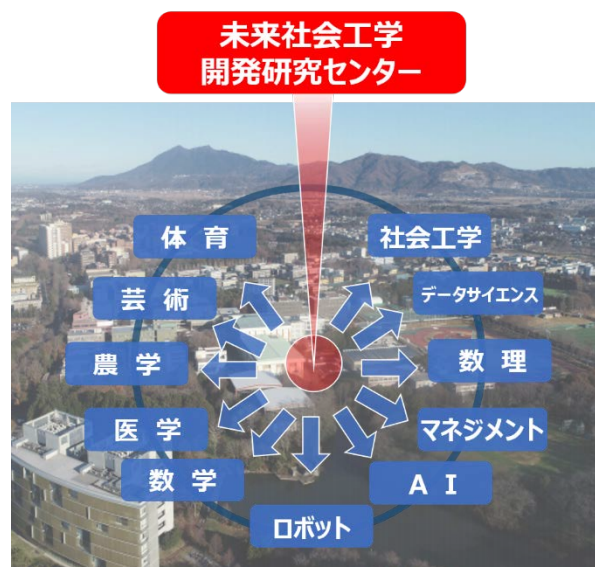 未来社会工学
開発研究センター
体 育
社会工学
芸 術
データサイエンス
農 学
数 理
医 学
マネジメント
数 学
A I
ロボット